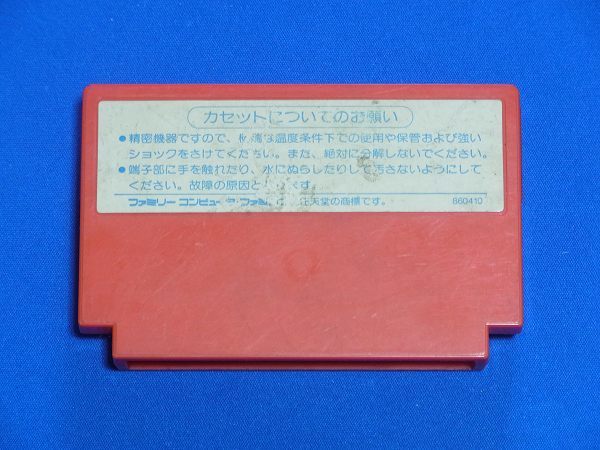 カセットについてのお願い
●精密機器ですので、極端な温度条件下での使用や保管および強い
ショックをさけてください。また、絶対に分解しないでください。
●端子部に手を触れたり、水にぬらしたりして汚さないようにして
ください。故障の原因と ます。
ファミリーコンピュータ・ファミ 任天堂の商標です。 860410